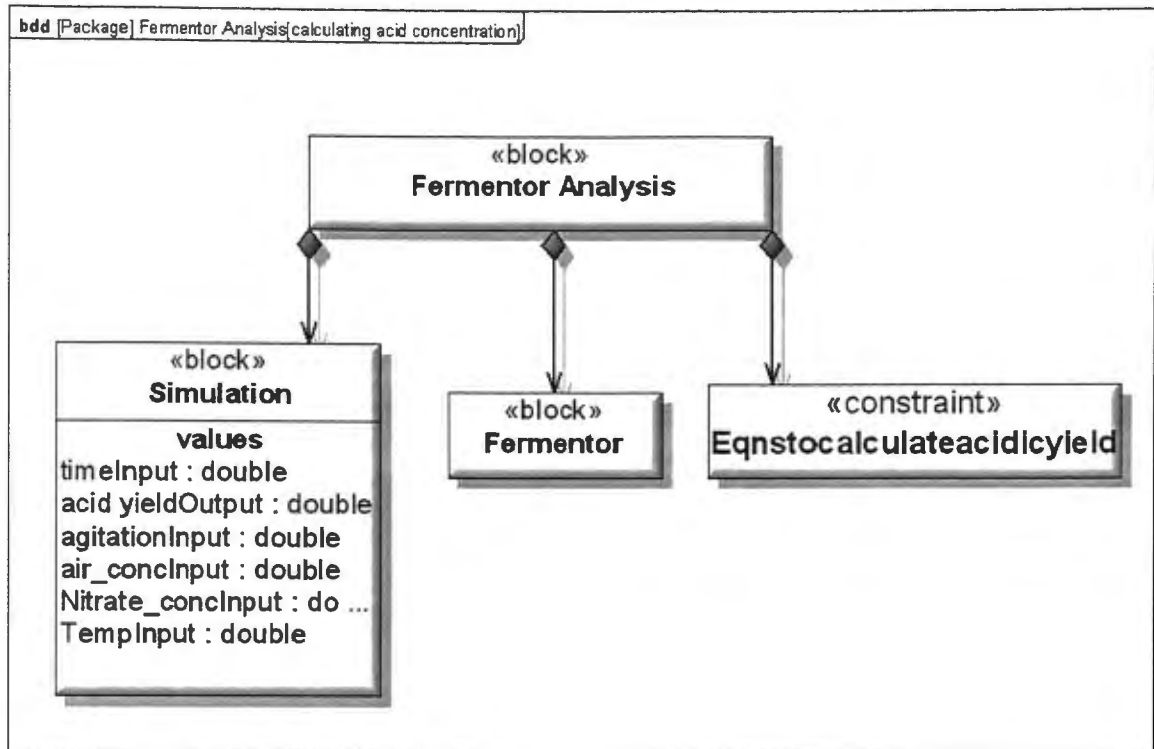 bdd [Package] Fermentor Analysis[calculating acid concentration]
«block»
Fermentor Analysis
«block»
Simulation
values
timeInput : double
acid yieldOutput : double
agitationInput : double
air_concInput : double
Nitrate_concInput : do ...
TempInput : double
«block»
Fermentor
«constraint»
Eqnstocalculateacidicyield